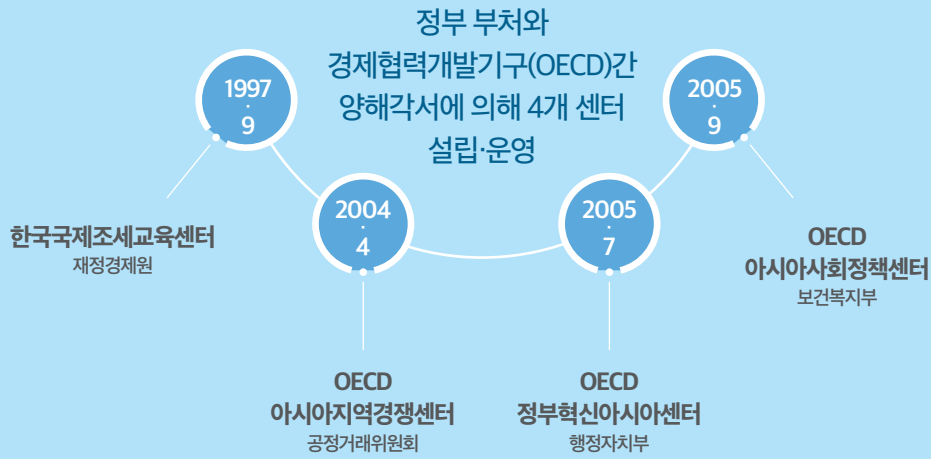 정부 부처와
경제협력개발기구(OECD)간
양해각서에 의해 4개 센터
설립·운영
1997
·
9
한국국제조세교육센터
재정경제원
2004
·
4
OECD
아시아지역경쟁센터
공정거래위원회
2005
·
7
OECD
정부혁신아시아센터
행정자치부
2005
·
9
OECD
아시아사회정책센터
보건복지부